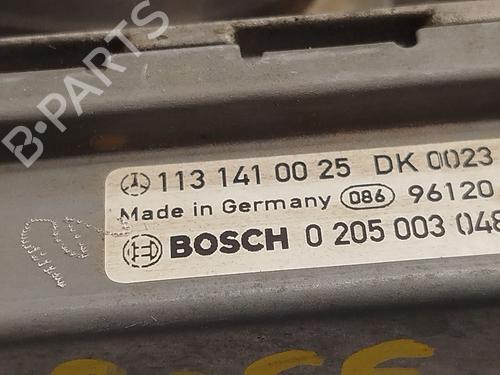 B-PARTS
113 141 00 25 DK 0023
Made in Germany 086 96120
BOSCH 0 205 003 048